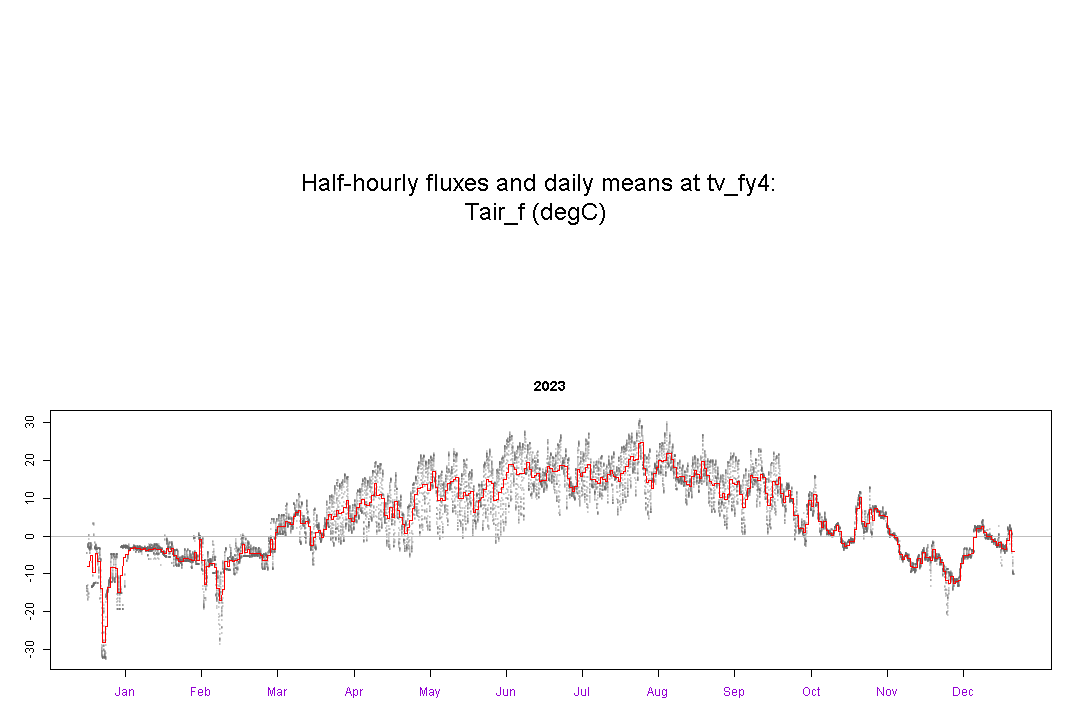 Half-hourly fluxes and daily means at tv_fy4:
Tair_f (degC)
2023
30
20
10
0
-10
-20
-30
Jan Feb Mar Apr May Jun Jul Aug Sep Oct Nov Dec